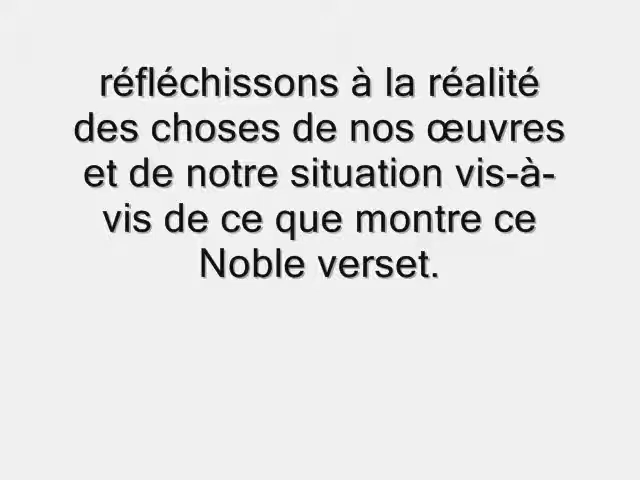 réfléchissons à la réalité
des choses de nos œuvres
et de notre situation vis-à-
vis de ce que montre ce
Noble verset.